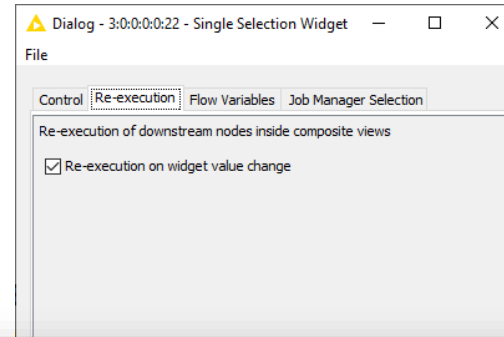 Dialog - 3:0:0:0:0:22 - Single Selection Widget
File
Control Re-execution Flow Variables Job Manager Selection
Re-execution of downstream nodes inside composite views
Re-execution on widget value change